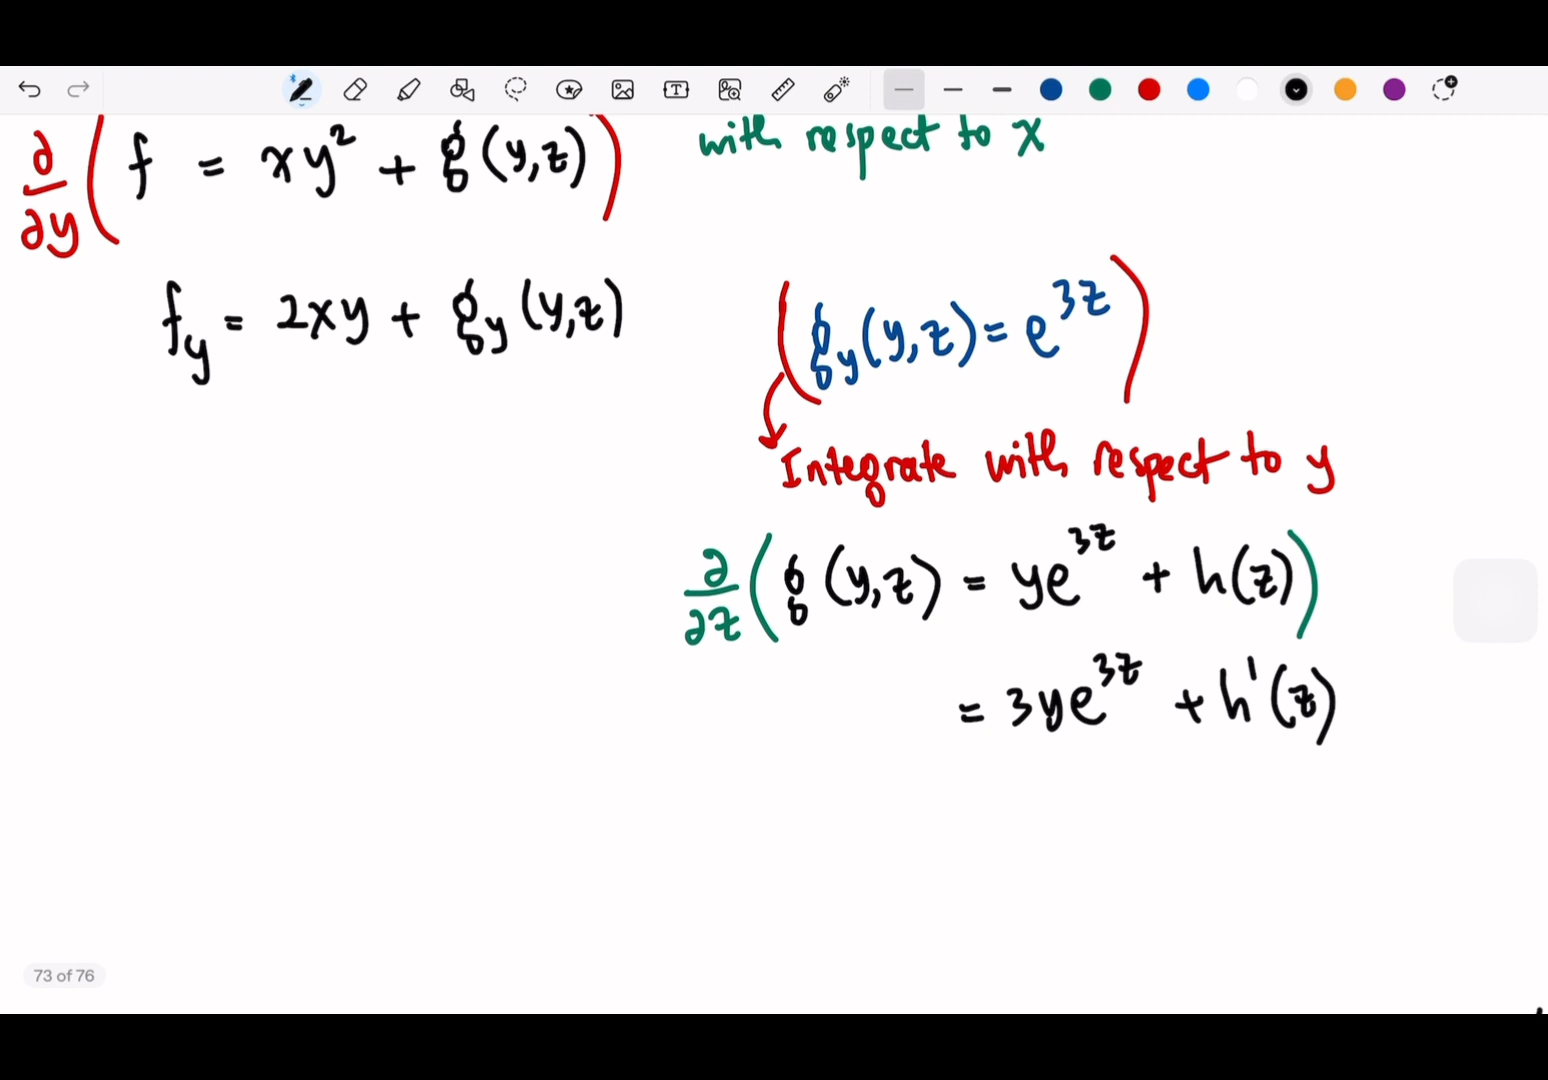 with respect to x
∂/∂y ( f = xy² + g(y,z) )
f_y = 2xy + g_y(y,z)
( g_y(y,z) = e^{3z} )
Integrate with respect to y
∂/∂z ( g(y,z) = ye^{3z} + h(z) )
= 3ye^{3z} + h'(z)
73 of 76